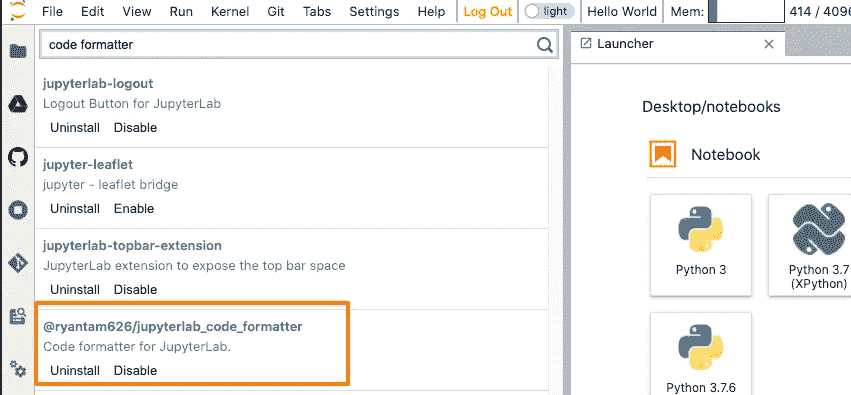 Run Kernel Git Tabs Settings Help Log Out light Hello World Mem: 414 / 4096
code formatter
Launcher
jupyterlab-logout
Logout Button for JupyterLab
Uninstall Disable
jupyter-leaflet
jupyter - leaflet bridge
Uninstall Enable
jupyterlab-topbar-extension
JupyterLab extension to expose the top bar space
Uninstall Disable
@ryantam626/jupyterlab_code_formatter
Code formatter for JupyterLab.
Uninstall Disable
Desktop/notebooks
Notebook
Python 3
Python 3.7
(XPython)
Python 3.7.6